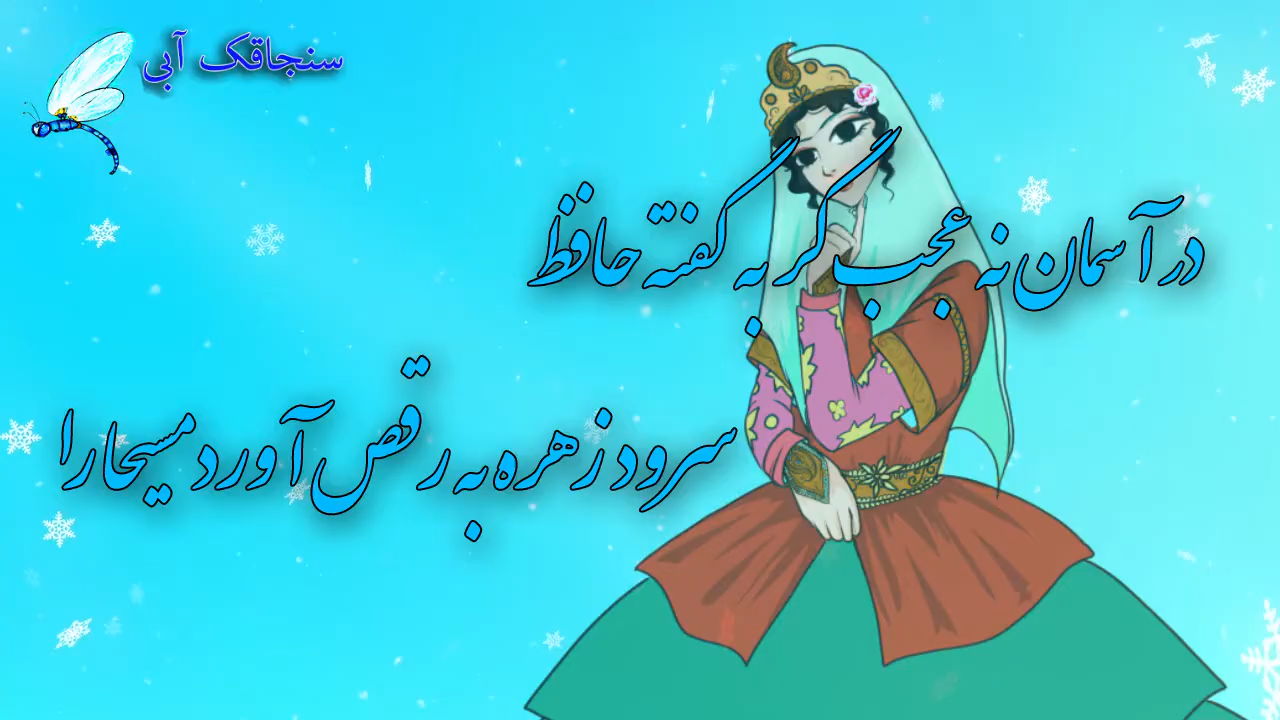 سنجاقک آبی
در آسمان نه عجب گر به گفته حافظ
سرود زهره به رقص آورد مسیحا را